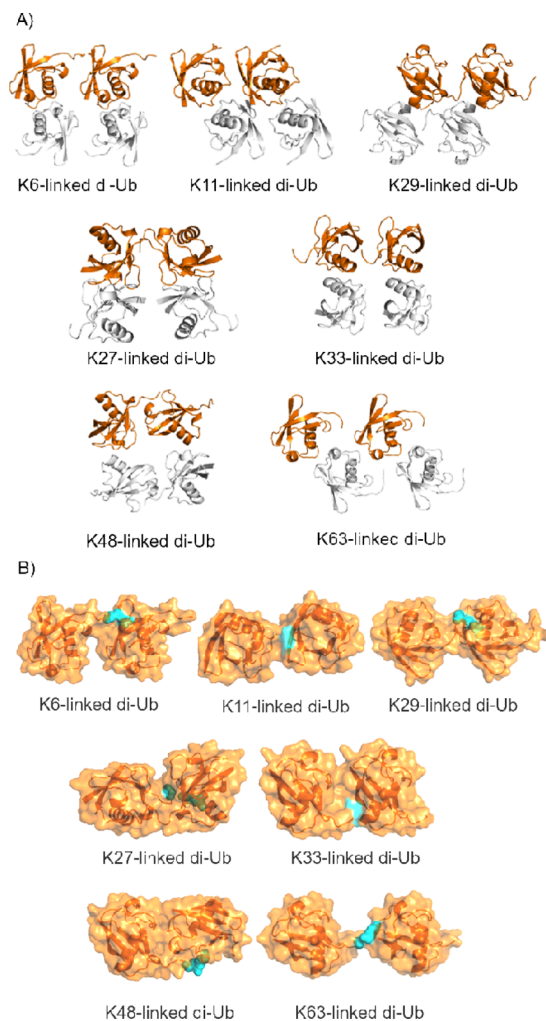 A)
K6-linked d -Ub
K11-linked di-Ub
K29-linked di-Ub
K27-linked di-Ub
K33-linked di-Ub
K48-linked di-Ub
K63-linkec di-Ub
B)
K6-linked di-Ub
K11-linked di-Ub
K29-linked di-Ub
K27-linked di-Ub
K33-linked di-Ub
K48-linked ci-Ub
K63-linked di-Ub